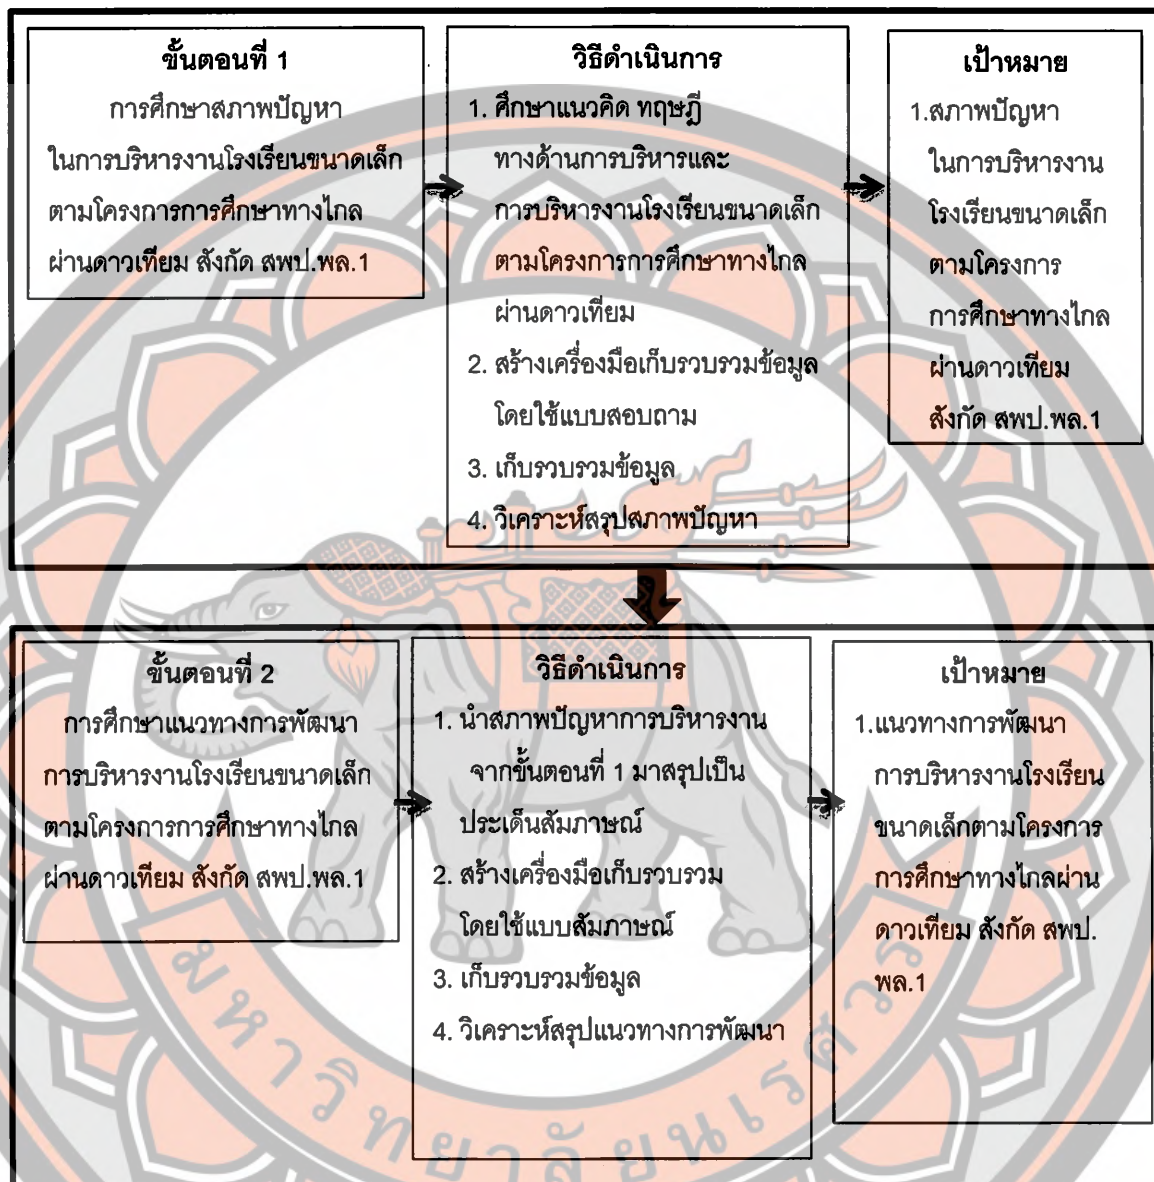 ขั้นตอนที่ 1
การศึกษาสภาพปัญหา
ในการบริหารงานโรงเรียนขนาดเล็ก
ตามโครงการการศึกษาทางไกล
ผ่านดาวเทียม สังกัด สพป.พล.1
วิธีดำเนินการ
1. ศึกษาแนวคิด ทฤษฎี
ทางด้านการบริหารและ
การบริหารงานโรงเรียนขนาดเล็ก
ตามโครงการการศึกษาทางไกล
ผ่านดาวเทียม
2. สร้างเครื่องมือเก็บรวบรวมข้อมูล
โดยใช้แบบสอบถาม
3. เก็บรวบรวมข้อมูล
4. วิเคราะห์สรุปสภาพปัญหา
เป้าหมาย
1.สภาพปัญหา
ในการบริหารงาน
โรงเรียนขนาดเล็ก
ตามโครงการ
การศึกษาทางไกล
ผ่านดาวเทียม
สังกัด สพป.พล.1
ขั้นตอนที่ 2
การศึกษาแนวทางการพัฒนา
การบริหารงานโรงเรียนขนาดเล็ก
ตามโครงการการศึกษาทางไกล
ผ่านดาวเทียม สังกัด สพป.พล.1
วิธีดำเนินการ
1. นำสภาพปัญหาการบริหารงาน
จากขั้นตอนที่ 1 มาสรุปเป็น
ประเด็นสัมภาษณ์
2. สร้างเครื่องมือเก็บรวบรวม
โดยใช้แบบสัมภาษณ์
3. เก็บรวบรวมข้อมูล
4. วิเคราะห์สรุปแนวทางการพัฒนา
เป้าหมาย
1.แนวทางการพัฒนา
การบริหารงานโรงเรียน
ขนาดเล็กตามโครงการ
การศึกษาทางไกลผ่าน
ดาวเทียม สังกัด สพป.
พล.1
มหาวิทยาลัยนเรศวร